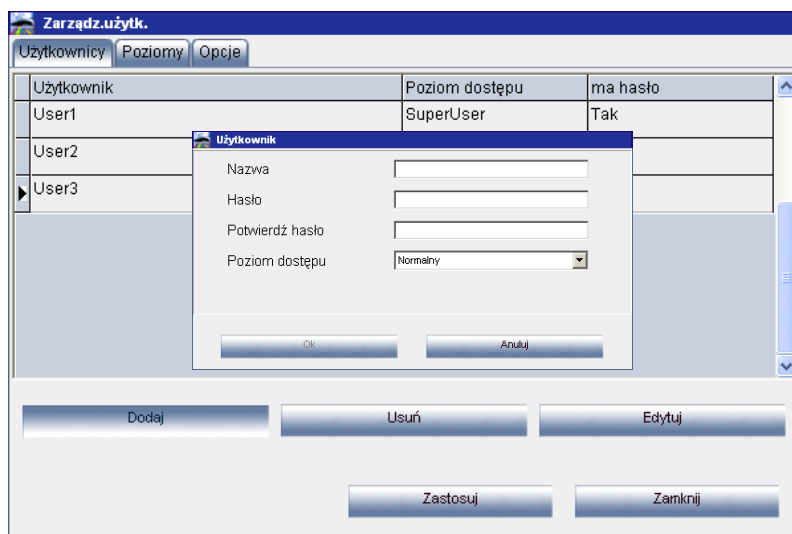 Zarządz.użytk.
Użytkownicy Poziomy Opcje
Użytkownik Poziom dostępu ma hasło
User1 SuperUser Tak
User2
User3
Użytkownik
Nazwa
Hasło
Potwierdź hasło
Poziom dostępu Normalny
Ok Anuluj
Dodaj Usuń Edytuj
Zastosuj Zamknij